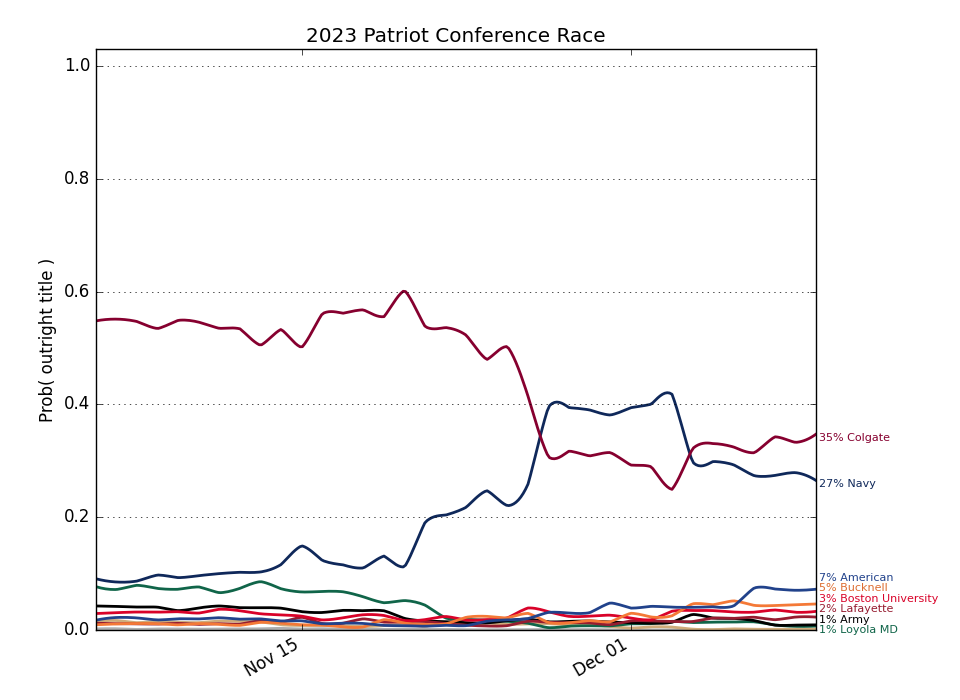 2023 Patriot Conference Race
1.0
0.8
0.6
0.4
0.2
0.0
Prob( outright title )
Nov 15
Dec 01
35% Colgate
27% Navy
7% American
5% Bucknell
3% Boston University
2% Lafayette
1% Army
1% Loyola MD